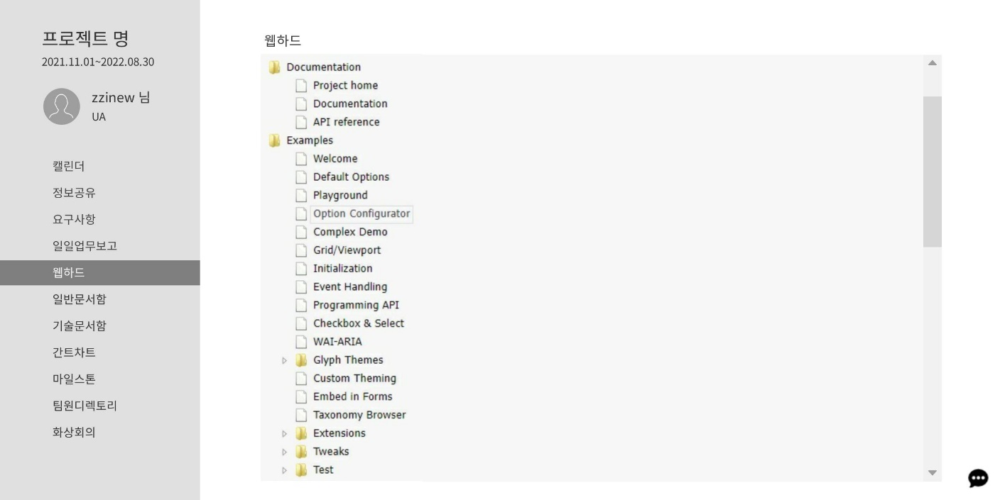 프로젝트 명
2021.11.01~2022.08.30
zzinew 님
UA
캘린더
정보공유
요구사항
일일업무보고
웹하드
일반문서함
기술문서함
간트차트
마일스톤
팀원디렉토리
화상회의
웹하드
Documentation
Project home
Documentation
API reference
Examples
Welcome
Default Options
Playground
Option Configurator
Complex Demo
Grid/Viewport
Initialization
Event Handling
Programming API
Checkbox & Select
WAI-ARIA
Glyph Themes
Custom Theming
Embed in Forms
Taxonomy Browser
Extensions
Tweaks
Test